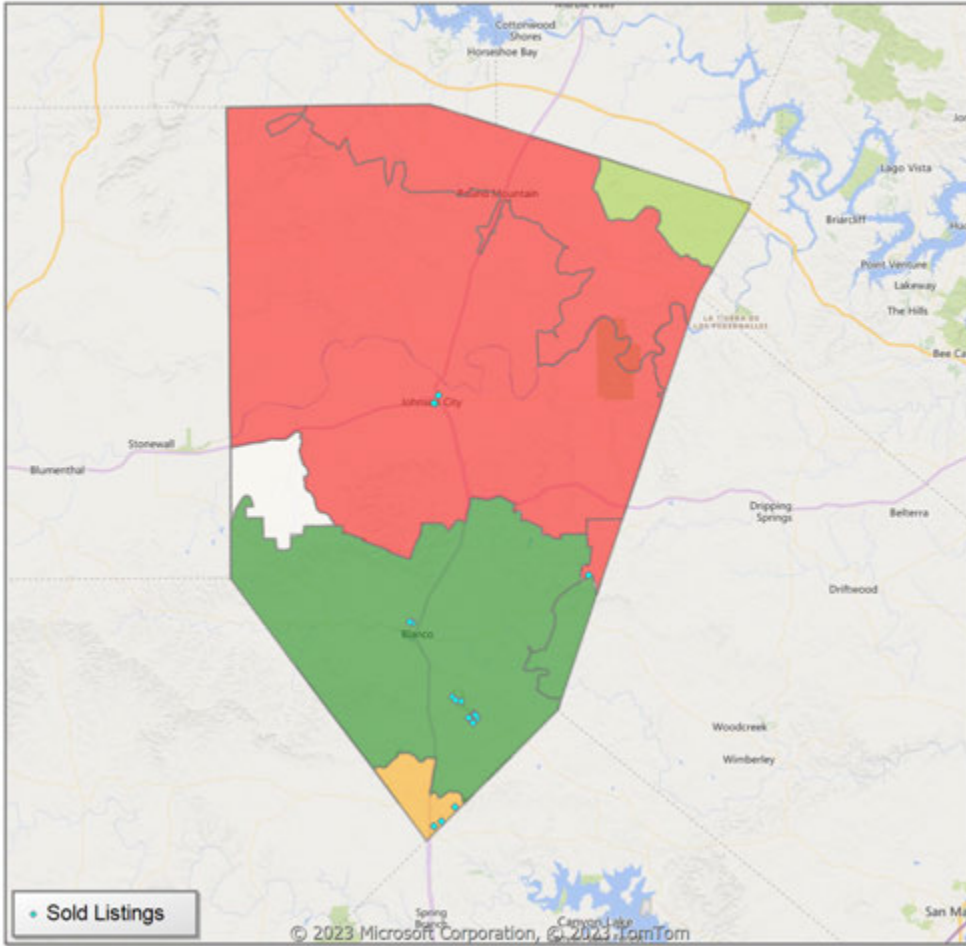 Marble Falls
Cottonwood
Shores
Horseshoe Bay
Lago Vista
Round Mountain
Briarcliff
Point Venture
Lakeway
LA TIERRA DE
LOS PEDERNALES
The Hills
Johnson City
Stonewall
Blumenthal
Dripping
Springs
Belterra
Driftwood
Blanco
Woodcreek
Wimberley
Sold Listings
Spring
Branch
Canyon Lake
© 2023 Microsoft Corporation, © 2023 TomTom